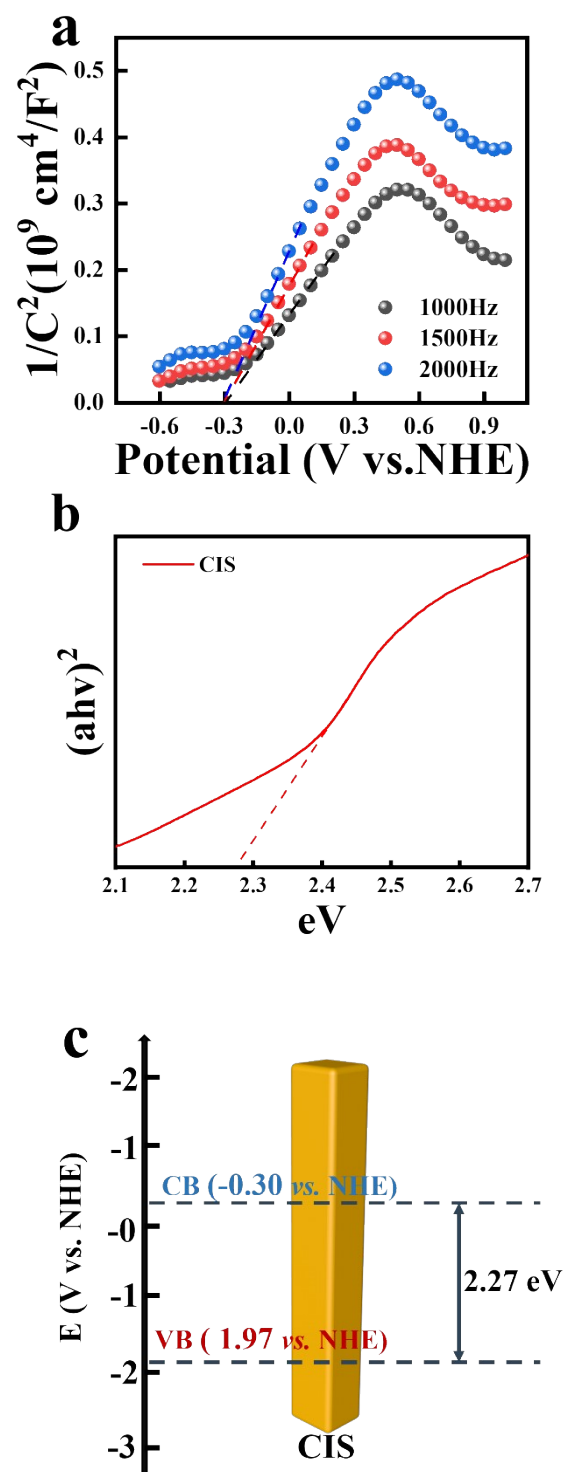 a
1/C²(10⁹ cm⁴/F²)
0.5
0.4
0.3
0.2
0.1
0.0
1000Hz
1500Hz
2000Hz
-0.6 -0.3 0.0 0.3 0.6 0.9
Potential (V vs.NHE)
b
CIS
(ahv)²
2.1 2.2 2.3 2.4 2.5 2.6 2.7
eV
c
E (V vs. NHE)
-2
-1
CB (-0.30 vs. NHE)
-0
2.27 eV
-1
VB ( 1.97 vs. NHE)
-2
-3
CIS